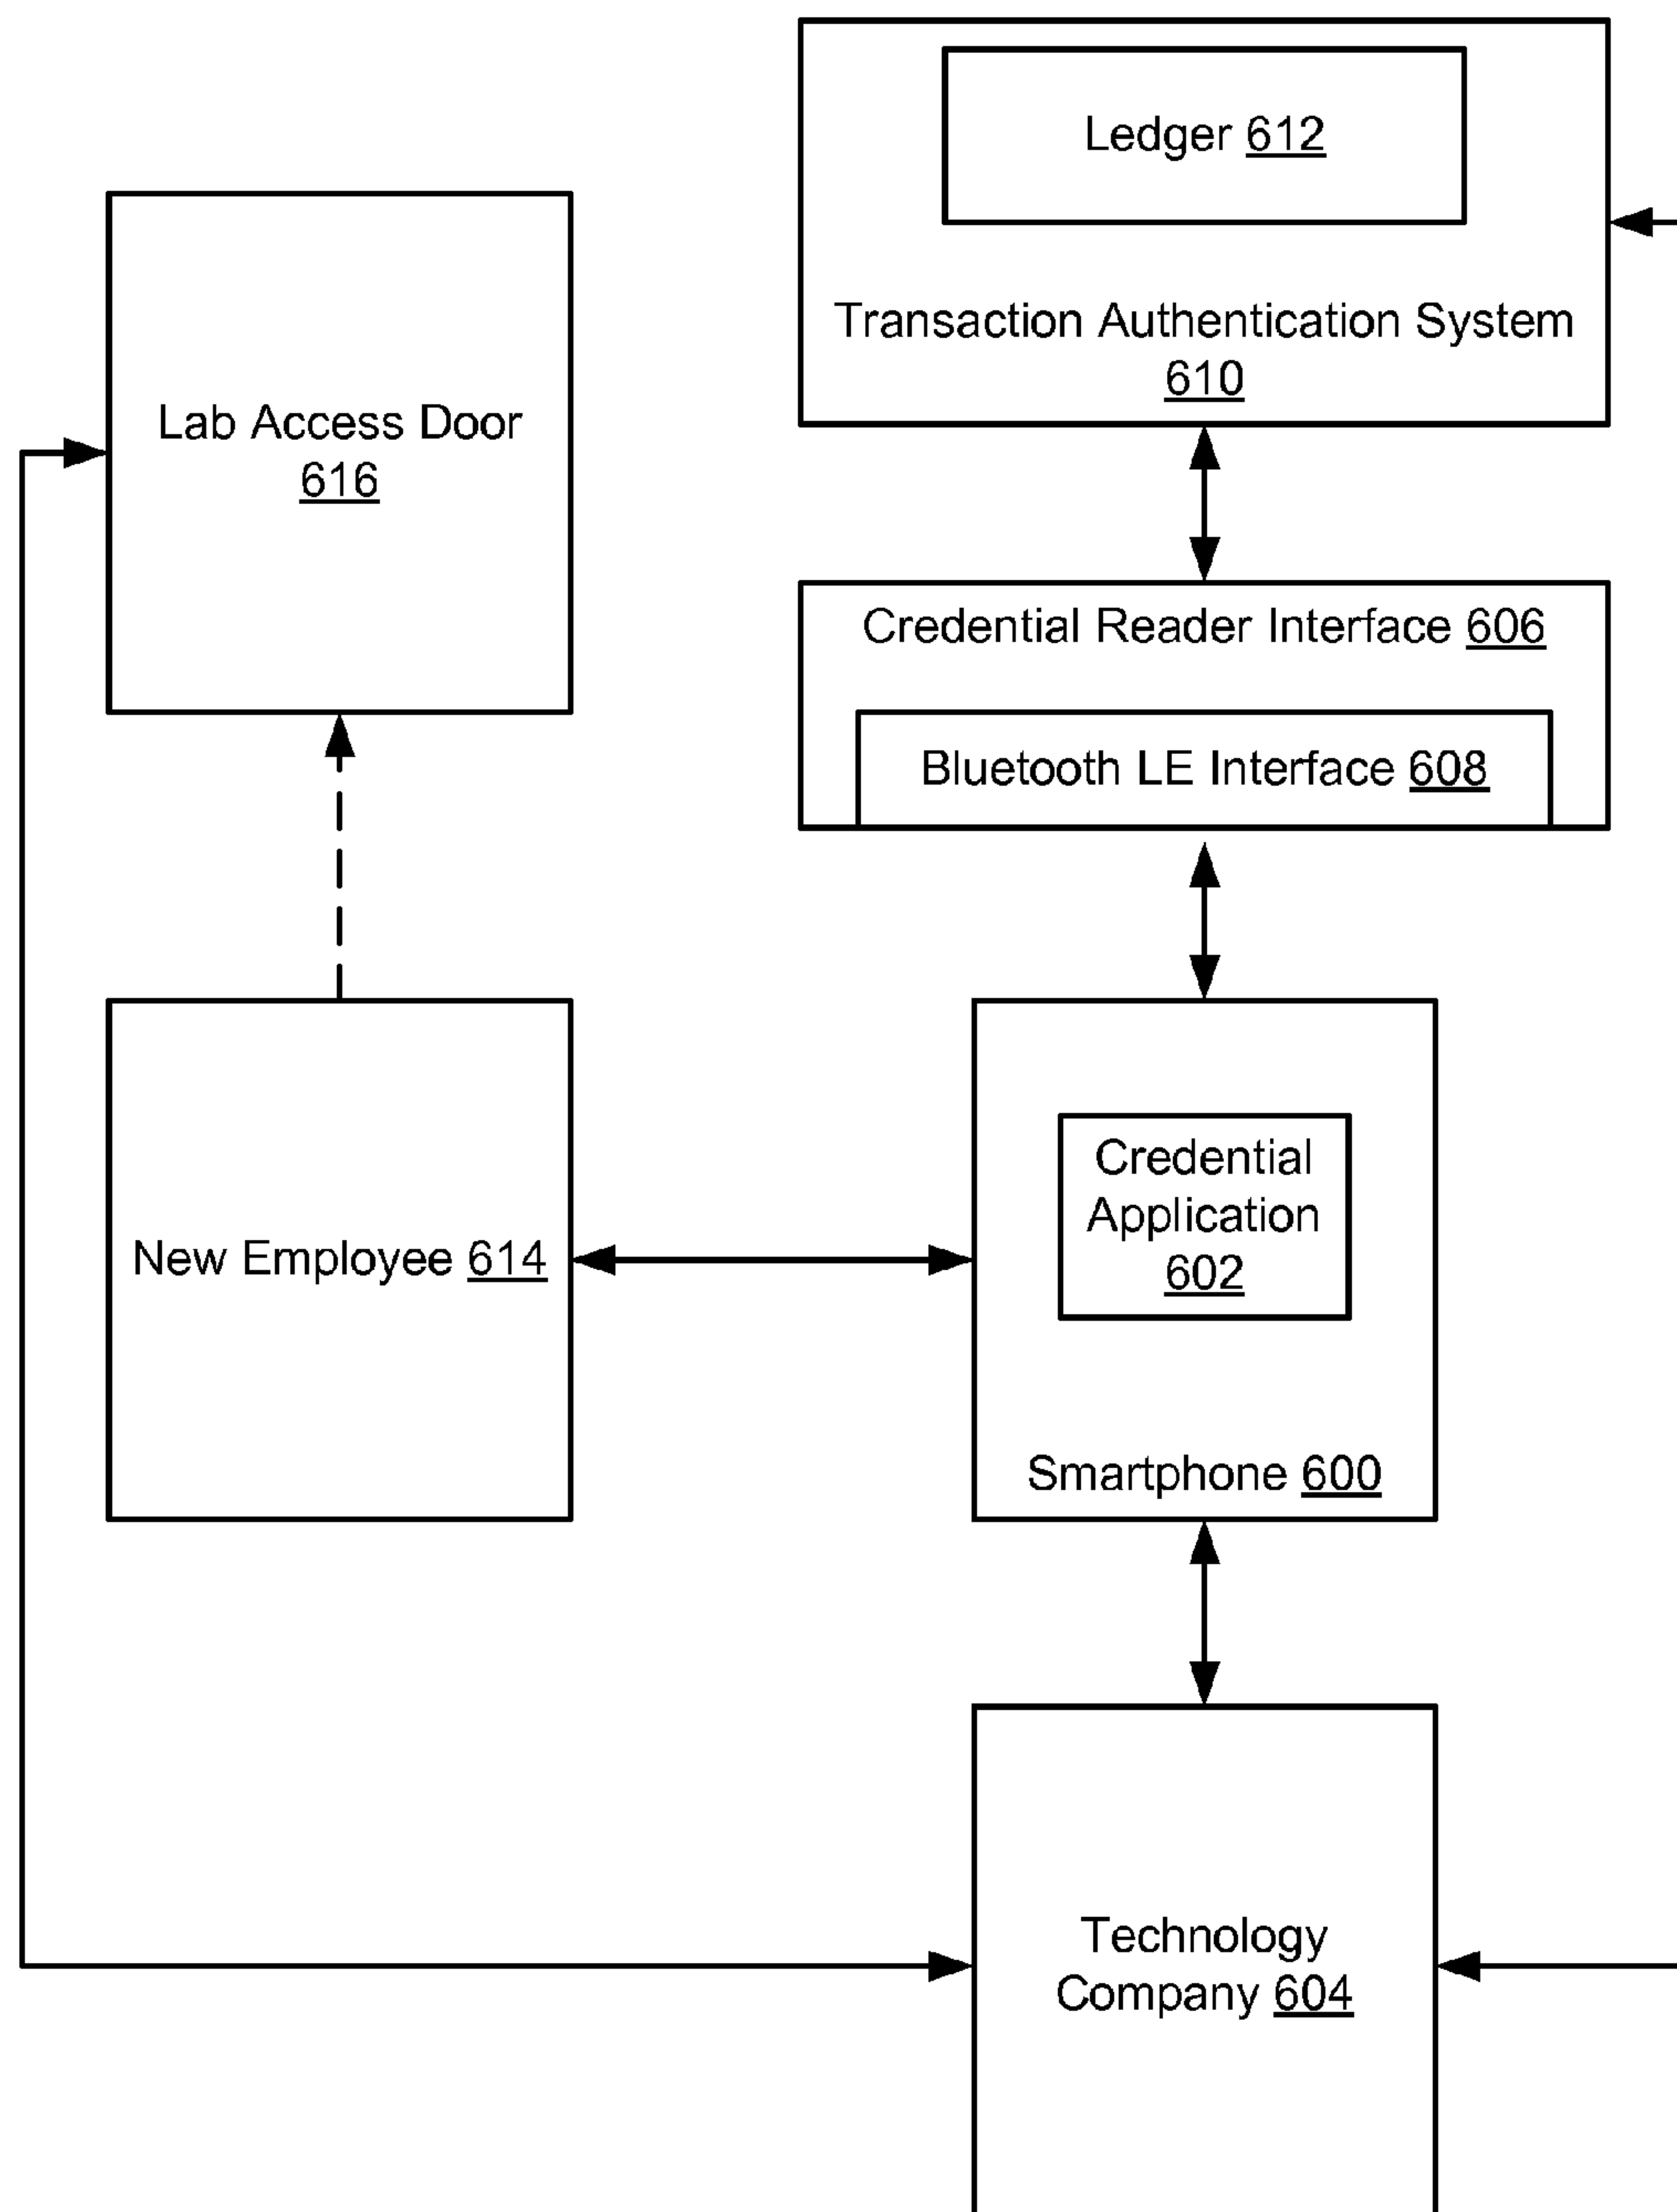 Ledger 612
Transaction Authentication System
610
Lab Access Door
616
Credential Reader Interface 606
Bluetooth LE Interface 608
New Employee 614
Credential
Application
602
Smartphone 600
Technology
Company 604